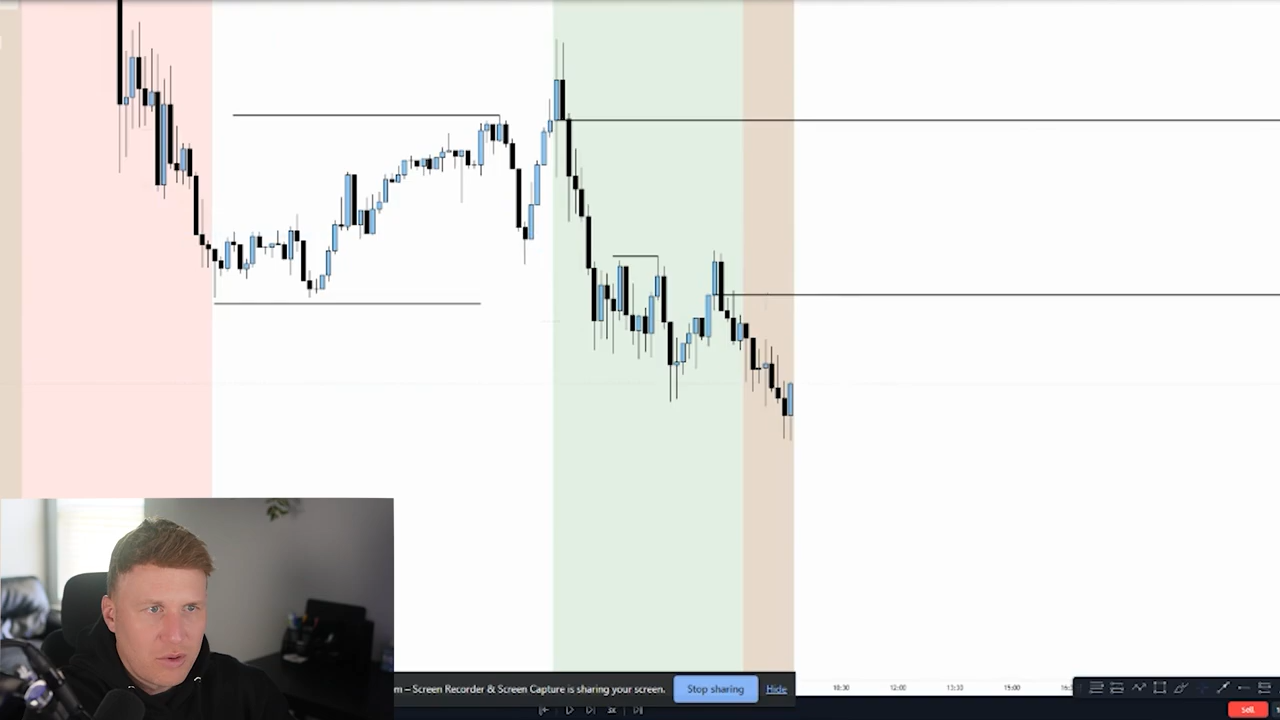 m – Screen Recorder & Screen Capture is sharing your screen. Stop sharing Hide
10:30 12:00 13:30 15:00
3x
Sell